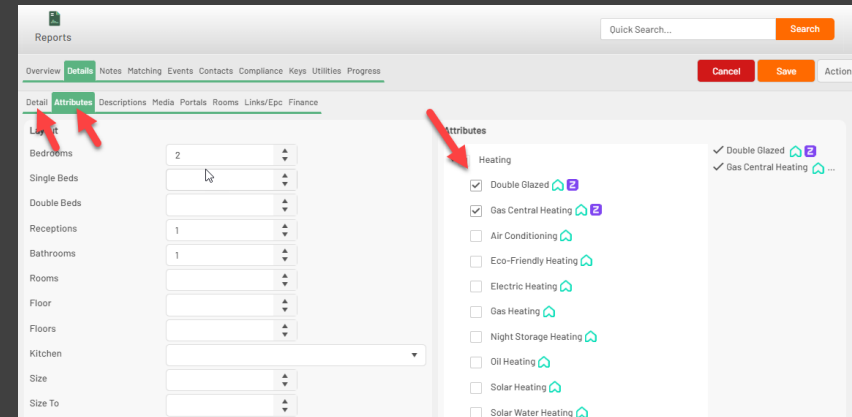 Reports
Quick Search...
Search
Overview Details Notes Matching Events Contacts Compliance Keys Utilities Progress
Cancel
Save
Action
Detail Attributes Descriptions Media Portals Rooms Links/Epc Finance
Layout
Bedrooms
2
Single Beds
Double Beds
Receptions
1
Bathrooms
1
Rooms
Floor
Floors
Kitchen
Size
Size To
Attributes
Heating
Double Glazed Z
Gas Central Heating Z
Air Conditioning
Eco-Friendly Heating
Electric Heating
Gas Heating
Night Storage Heating
Oil Heating
Solar Heating
Solar Water Heating
Double Glazed Z
Gas Central Heating ...